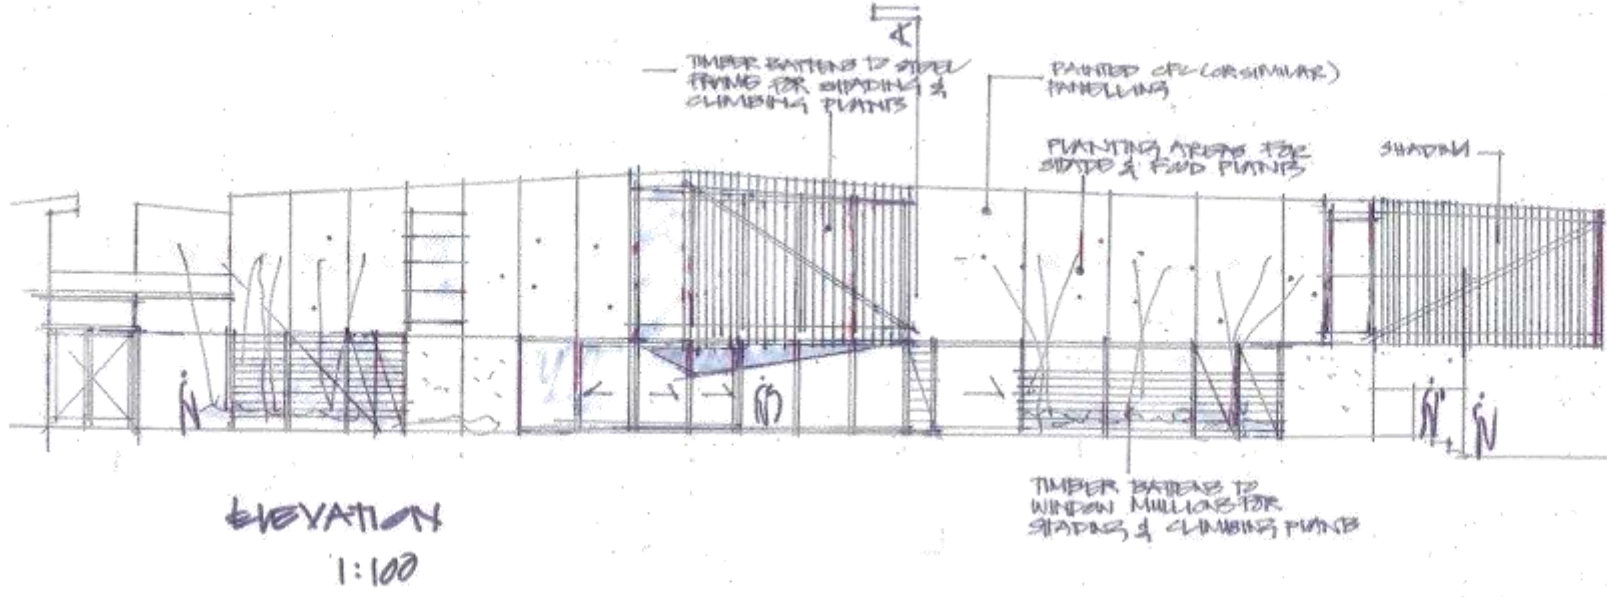 A
TIMBER BATTENS TO STEEL
FRAME FOR SHADING &
CLIMBING PLANTS
PAINTED CFC (OR SIMILAR)
PANELLING
PLANTING AREAS FOR
SHADE & FOOD PLANTS
SHADING
TIMBER BATTENS TO
WINDOW MULLIONS FOR
SHADING & CLIMBING PLANTS
ELEVATION
1:100